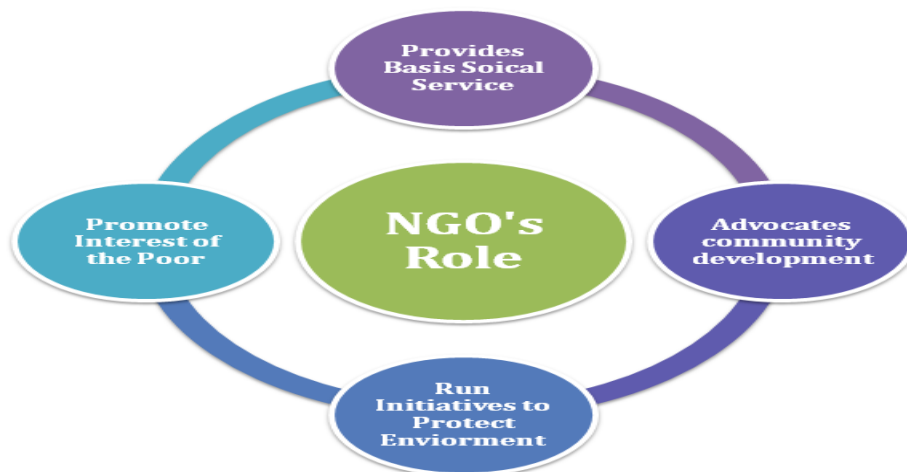 Provides
Basis Soical
Service
Promote
Interest of
the Poor
NGO's
Role
Advocates
community
development
Run
Initiatives to
Protect
Enviorment